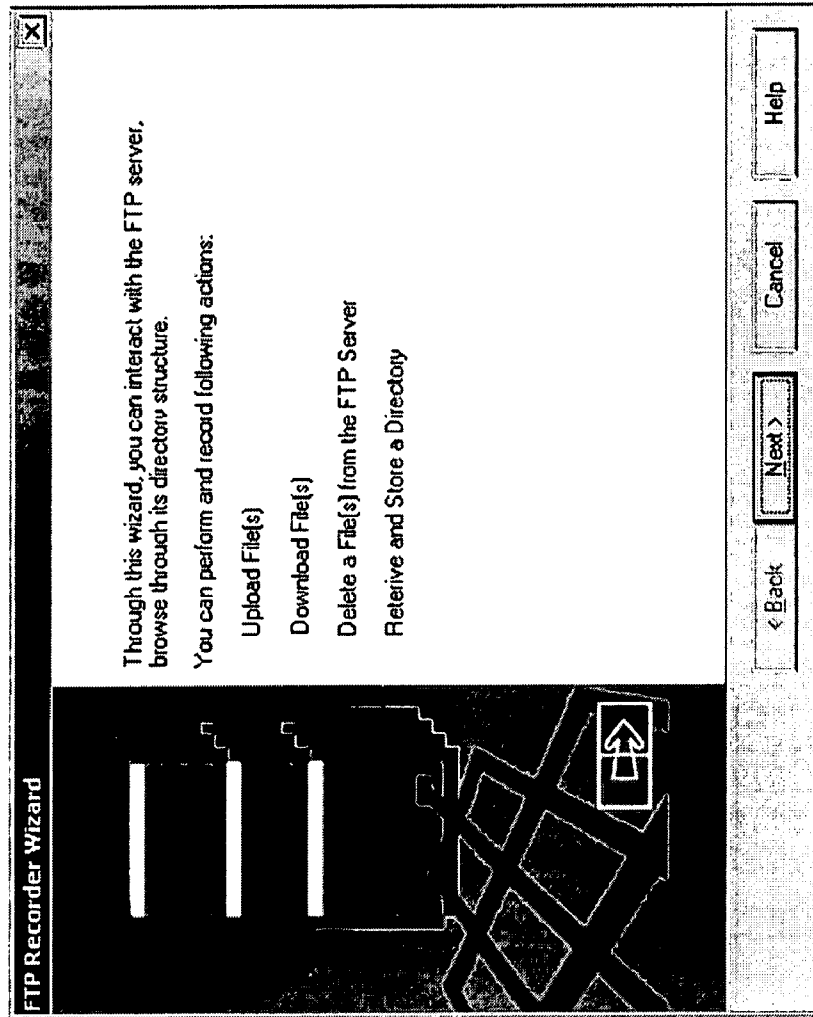 FTP Recorder Wizard
Through this wizard, you can interact with the FTP server,
browse through its directory structure.
You can perform and record following actions:
Upload File(s)
Download File(s)
Delete a File(s) from the FTP Server
Reterive and Store a Directory
< Back
Next >
Cancel
Help